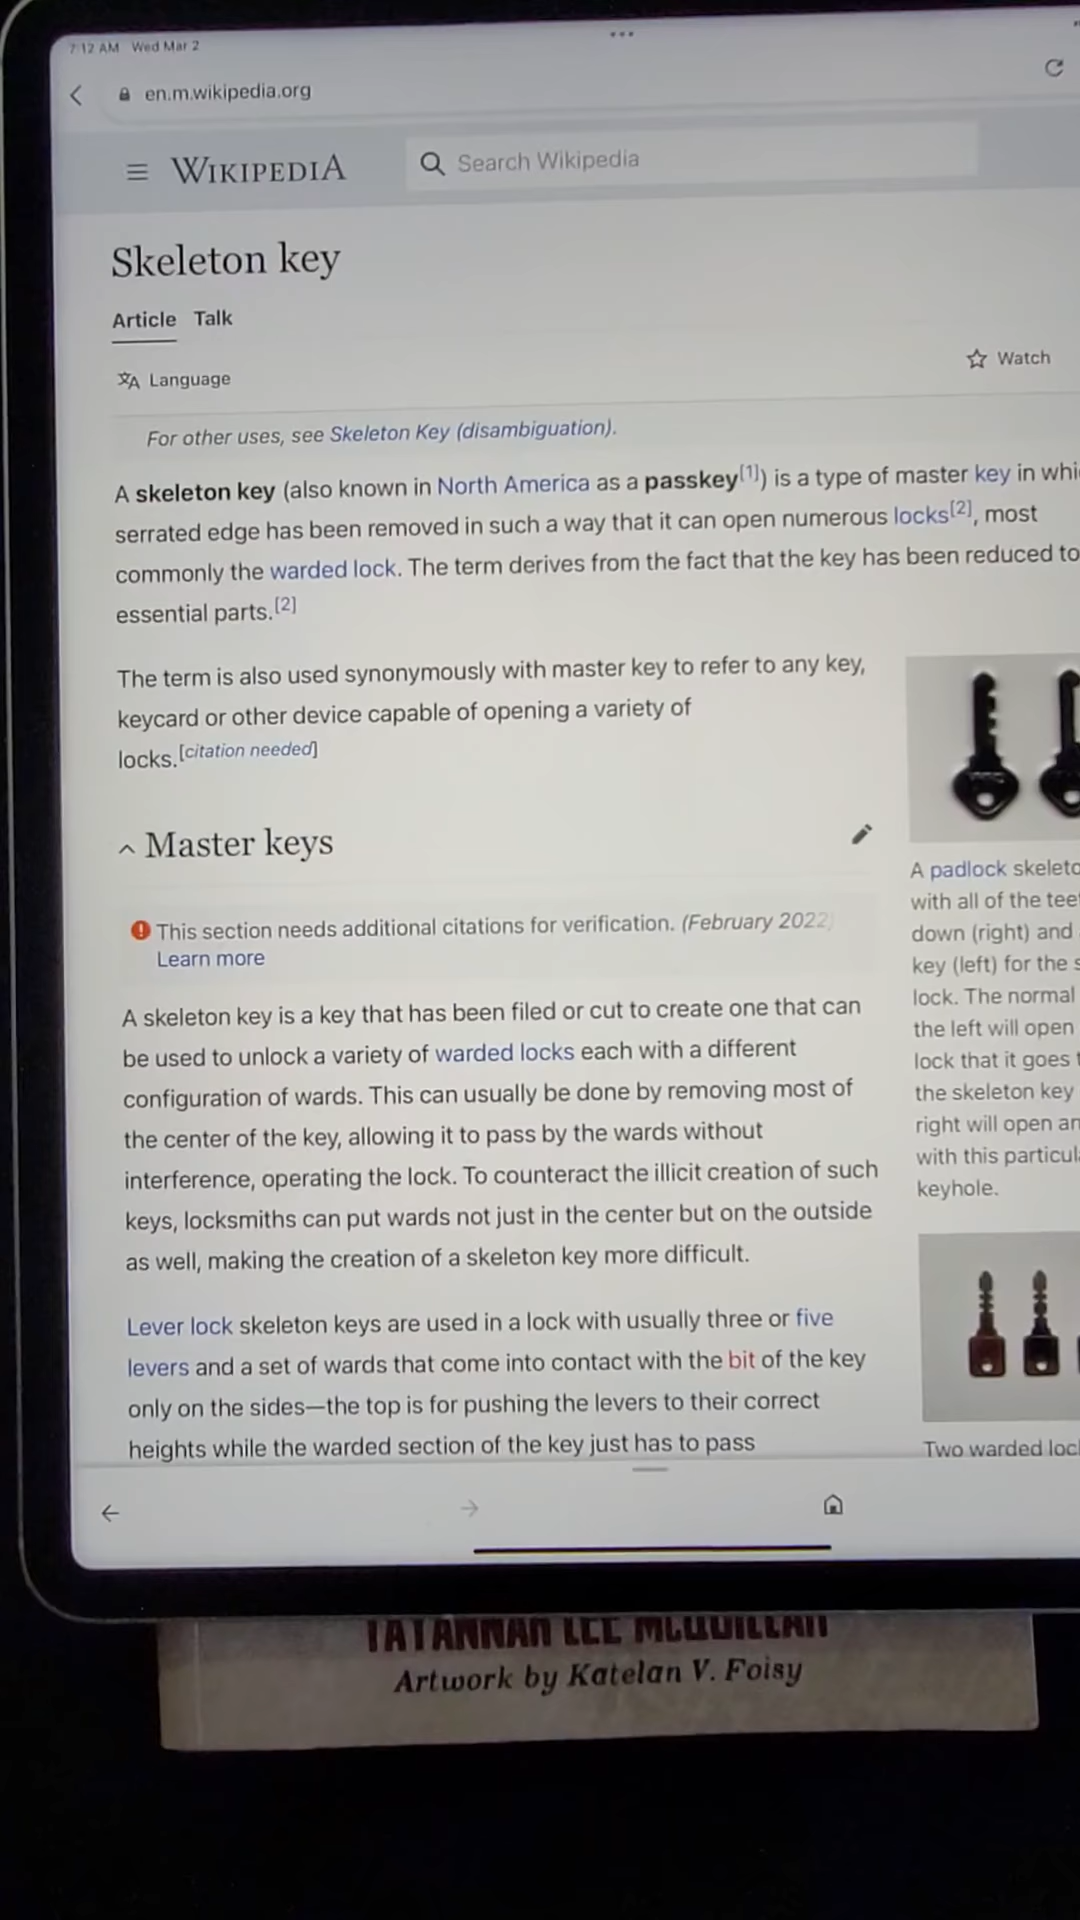 7:12 AM Wed Mar 2
en.m.wikipedia.org
WIKIPEDIA
Search Wikipedia
Skeleton key
Article Talk
Language
Watch
For other uses, see Skeleton Key (disambiguation).
A skeleton key (also known in North America as a passkey[1]) is a type of master key in
serrated edge has been removed in such a way that it can open numerous locks[2], most
commonly the warded lock. The term derives from the fact that the key has been reduced to
essential parts.[2]
The term is also used synonymously with master key to refer to any key,
keycard or other device capable of opening a variety of
locks.[citation needed]
Master keys
This section needs additional citations for verification. (February 2022)
Learn more
A skeleton key is a key that has been filed or cut to create one that can
be used to unlock a variety of warded locks each with a different
configuration of wards. This can usually be done by removing most of
the center of the key, allowing it to pass by the wards without
interference, operating the lock. To counteract the illicit creation of such
keys, locksmiths can put wards not just in the center but on the outside
as well, making the creation of a skeleton key more difficult.
Lever lock skeleton keys are used in a lock with usually three or five
levers and a set of wards that come into contact with the bit of the key
only on the sides—the top is for pushing the levers to their correct
heights while the warded section of the key just has to pass
A padlock
with all of the
down (right) and
key (left) for the
lock. The normal
the left will open
lock that it goes
the skeleton key
right will open
with this
keyhole.
Two warded
TATANNAH LEE MCQUILLAN
Artwork by Katelan V. Foisy